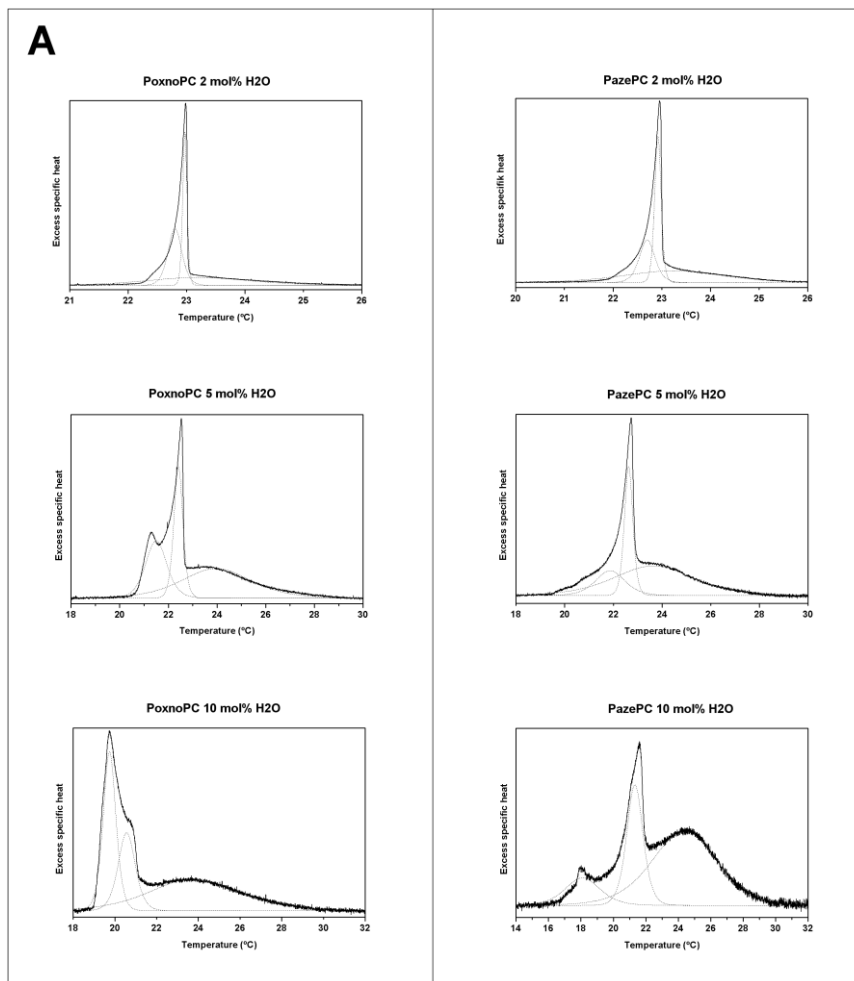 A
PoxnoPC 2 mol% H2O
Excess specific heat
21 22 23 24 25 26
Temperature (ºC)
PazePC 2 mol% H2O
Excess specifik heat
20 21 22 23 24 25 26
Temperature (ºC)
PoxnoPC 5 mol% H2O
Excess specific heat
18 20 22 24 26 28 30
Temperature (ºC)
PazePC 5 mol% H2O
Excess specific heat
18 20 22 24 26 28 30
Temperature (ºC)
PoxnoPC 10 mol% H2O
Excess specific heat
18 20 22 24 26 28 30 32
Temperature (ºC)
PazePC 10 mol% H2O
Excess specific heat
14 16 18 20 22 24 26 28 30 32
Temperature (ºC)